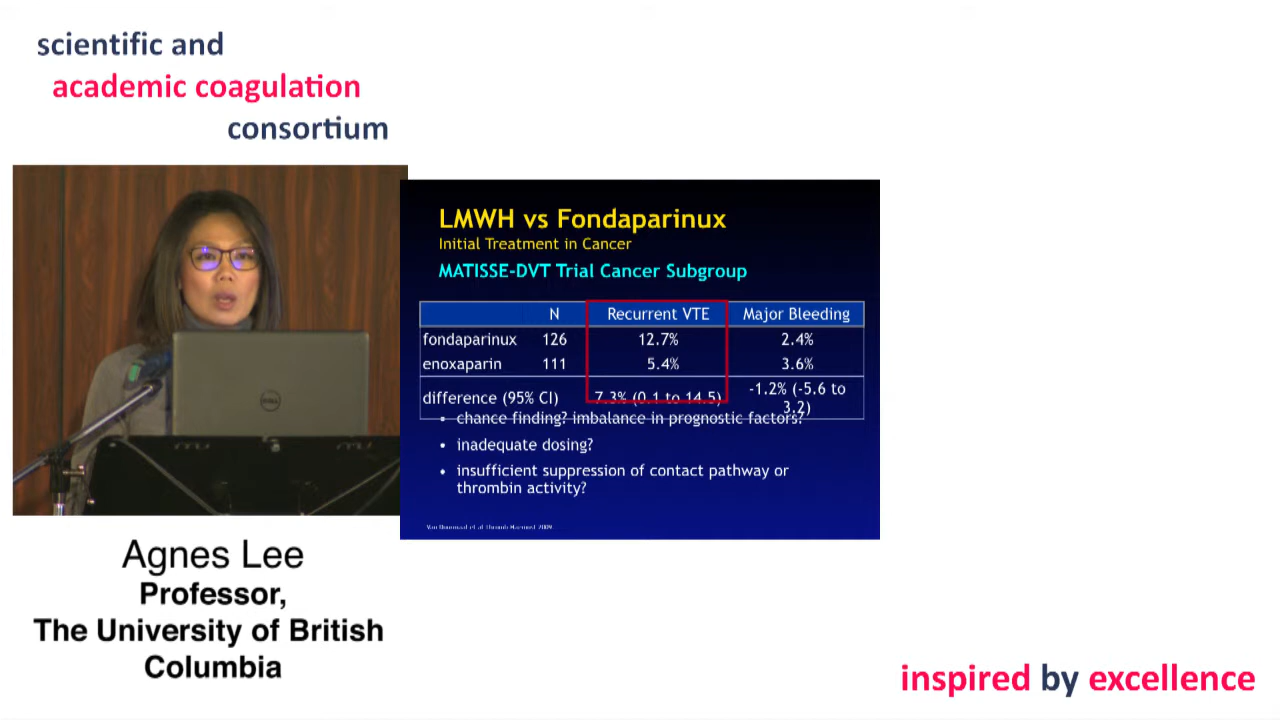 scientific and
academic coagulation
consortium
LMWH vs Fondaparinux
Initial Treatment in Cancer
MATISSE-DVT Trial Cancer Subgroup
N Recurrent VTE Major Bleeding
fondaparinux 126 12.7% 2.4%
enoxaparin 111 5.4% 3.6%
difference (95% CI) 7.3% (0.1 to 14.5) -1.2% (-5.6 to
3.2)
• chance finding? imbalance in prognostic factors?
• inadequate dosing?
• insufficient suppression of contact pathway or
thrombin activity?
et al 2009
DELL
Agnes Lee
Professor,
The University of British
Columbia
inspired by excellence